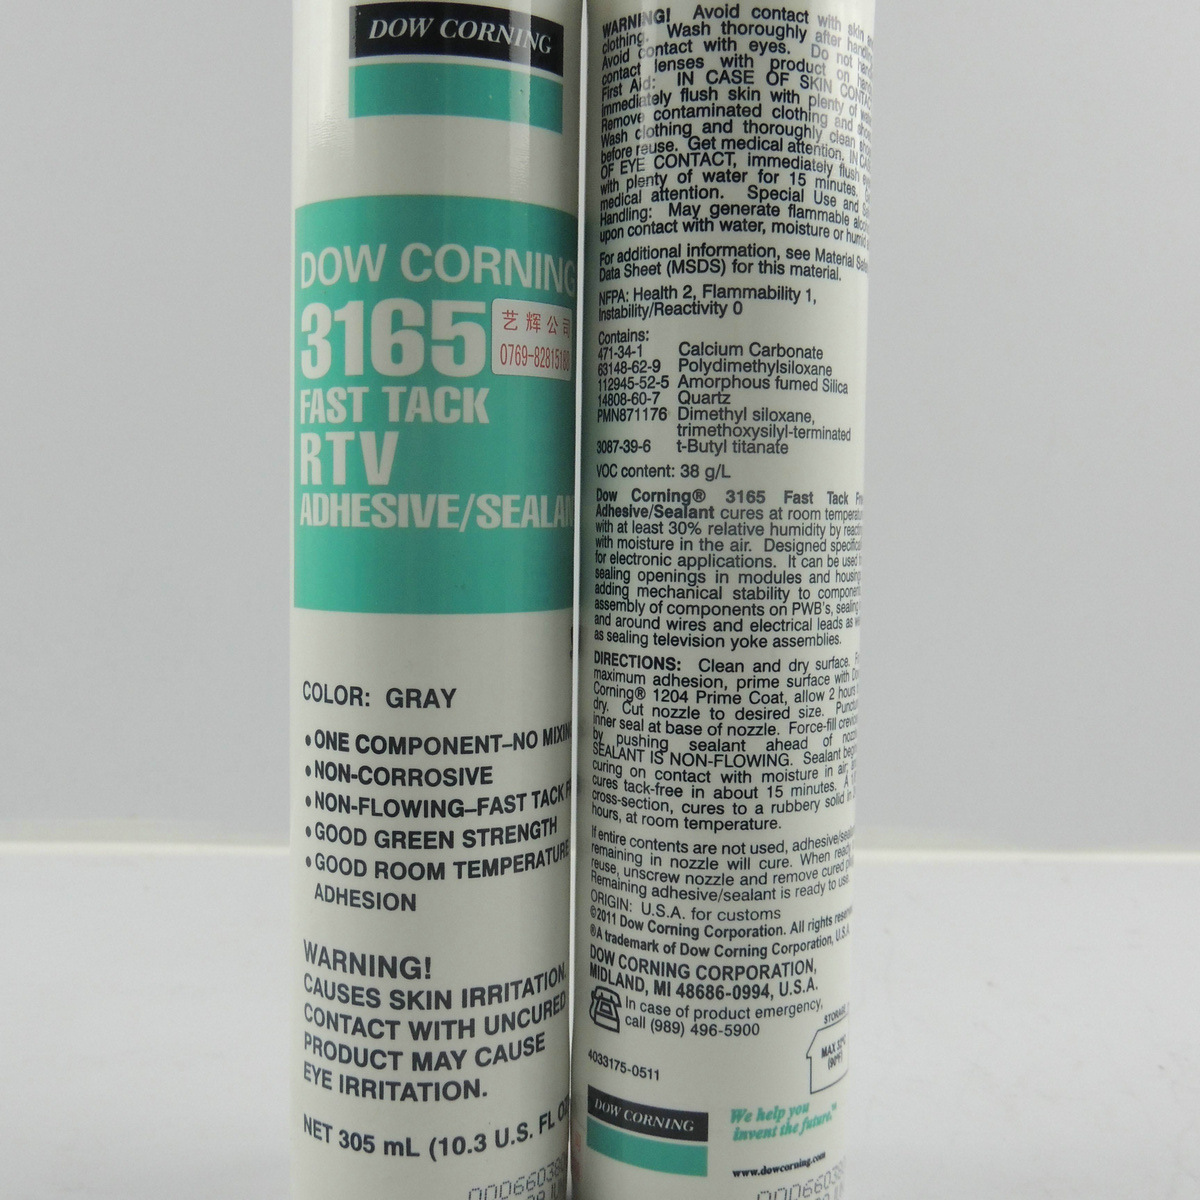 DOW CORNING
DOW CORNING
3165
艺辉公司
0769-82815168
FAST TACK
RTV
ADHESIVE/SEALAN
COLOR: GRAY
• ONE COMPONENT–NO MIXING
• NON-CORROSIVE
• NON-FLOWING–FAST TACK
• GOOD GREEN STRENGTH
• GOOD ROOM TEMPERATURE
ADHESION
WARNING!
CAUSES SKIN IRRITATION.
CONTACT WITH UNCURED
PRODUCT MAY CAUSE
EYE IRRITATION.
NET 305 mL (10.3 U.S. FL
WARNING! Avoid contact with skin
clothing. Wash thoroughly after
Avoid contact with eyes. Do not
contact lenses with product on
First Aid: IN CASE OF SKIN CONTACT
Immediately flush skin with plenty of
Remove contaminated clothing and
Wash clothing and thoroughly clean
before reuse. Get medical attention. IN
OF EYE CONTACT, immediately flush
with plenty of water for 15 minutes.
medical attention. Special Use and
Handling: May generate flammable
upon contact with water, moisture or humid
For additional information, see Material
Data Sheet (MSDS) for this material.
NFPA: Health 2, Flammability 1,
Instability/Reactivity 0
Contains:
471-34-1 Calcium Carbonate
63148-62-9 Polydimethylsiloxane
112945-52-5 Amorphous fumed Silica
14808-60-7 Quartz
PMN871176 Dimethyl siloxane,
trimethoxysilyl-terminated
3087-39-6 t-Butyl titanate
VOC content: 38 g/L
Dow Corning® 3165 Fast Tack
Adhesive/Sealant cures at room
with at least 30% relative humidity by
with moisture in the air. Designed
for electronic applications. It can be used
sealing openings in modules and
adding mechanical stability to
assembly of components on PWB's, sealing
and around wires and electrical leads as
as sealing television yoke assemblies.
DIRECTIONS: Clean and dry surface.
maximum adhesion, prime surface with
Corning® 1204 Prime Coat, allow 2 hours
dry. Cut nozzle to desired size.
inner seal at base of nozzle. Force-fill
by pushing sealant ahead of
SEALANT IS NON-FLOWING. Sealant
curing on contact with moisture in air;
cures tack-free in about 15 minutes. A
cross-section, cures to a rubbery solid in
hours, at room temperature.
If entire contents are not used,
remaining in nozzle will cure. When
reuse, unscrew nozzle and remove cured
Remaining adhesive/sealant is ready to use.
ORIGIN: U.S.A. for customs
©2011 Dow Corning Corporation. All rights
®A trademark of Dow Corning Corporation, U.S.A.
DOW CORNING CORPORATION,
MIDLAND, MI 48686-0994, U.S.A.
In case of product emergency,
call (989) 496-5900
STORAGE
MAX 32°C
(90°F)
4033175-0511
DOW CORNING
We help you
invent the future.™
www.dowcorning.com